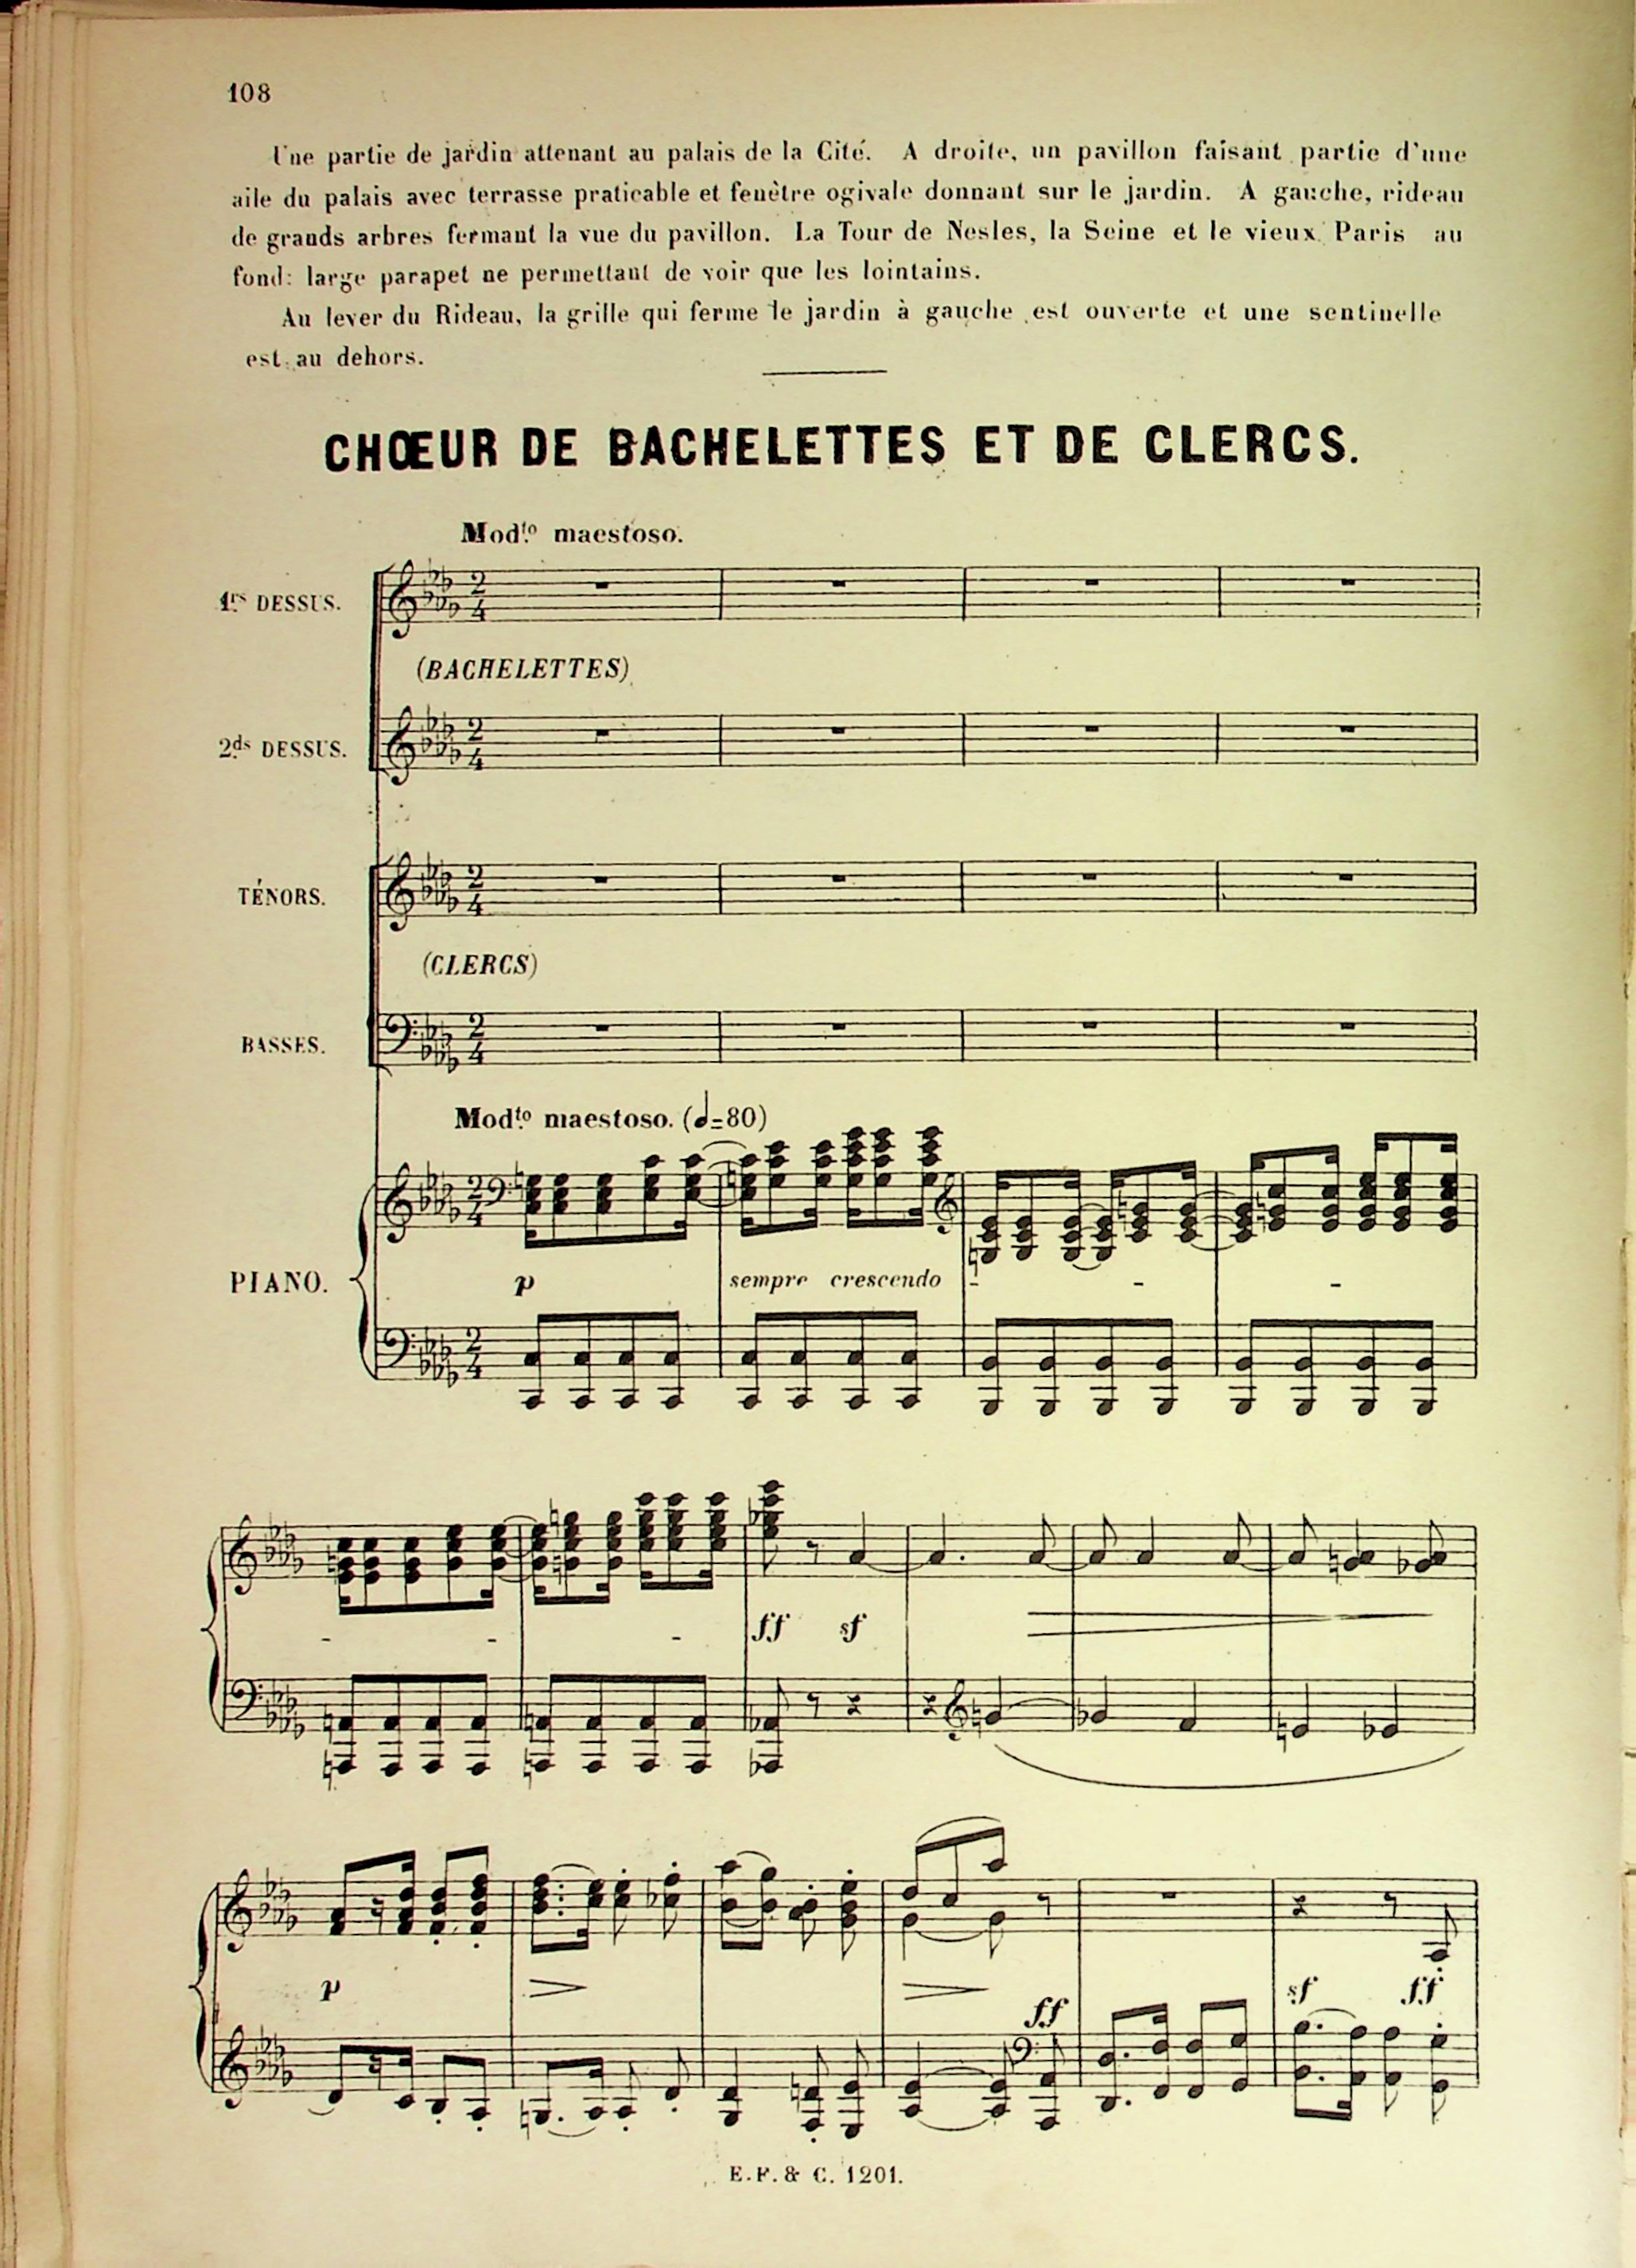 108
Une partie de jardin attenant au palais de la Cité. A droite, un pavillon faisant partie d'une
aile du palais avec terrasse praticable et fenêtre ogivale donnant sur le jardin. A gauche, rideau
de grands arbres fermant la vue du pavillon. La Tour de Nesles, la Seine et le vieux Paris au
fond: large parapet ne permettant de voir que les lointains.
Au lever du Rideau, la grille qui ferme le jardin à gauche est ouverte et une sentinelle
est au dehors.
CHŒUR DE BACHELETTES ET DE CLERCS.
Mod.to maestoso.
1.rs DESSUS.
(BACHELETTES)
2.ds DESSUS.
TÉNORS.
(CLERCS)
BASSES.
Mod.to maestoso. (𝅗𝅥=80)
PIANO.
p sempre crescendo - - -
- - - ff sf
p ff sf ff
E.F. & C. 1201.